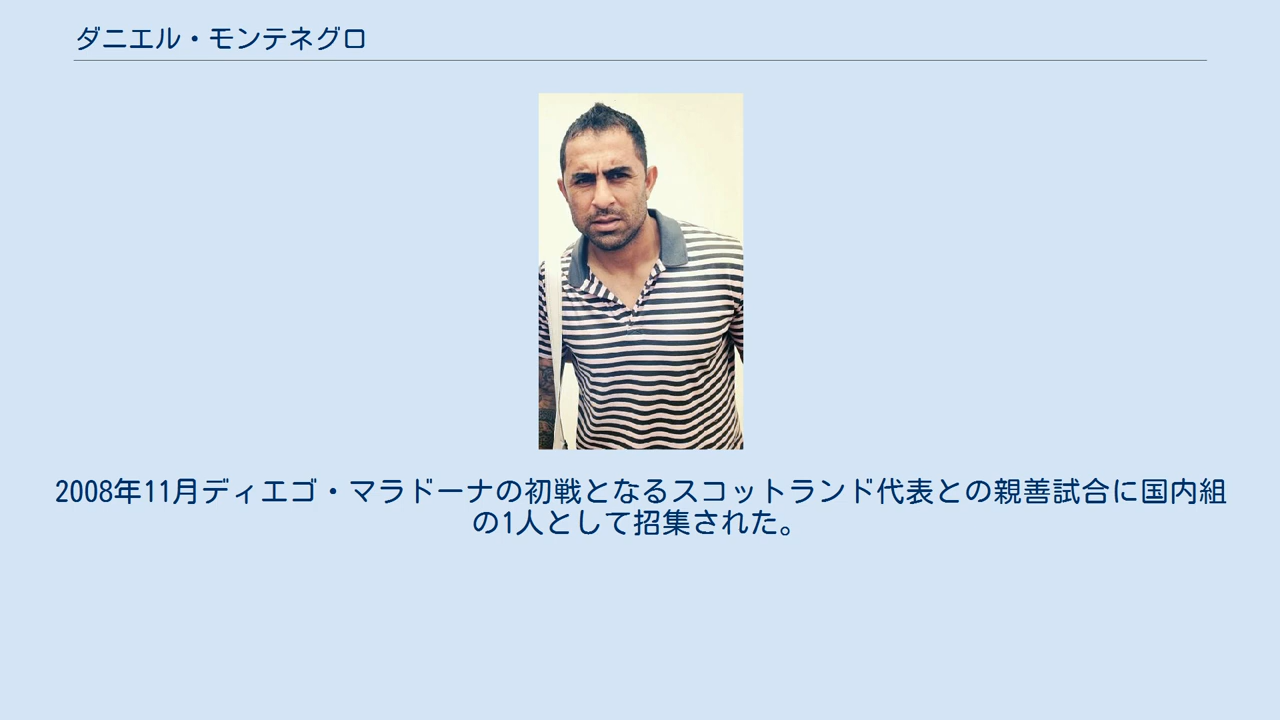 ダニエル・モンテネグロ
2008年11月ディエゴ・マラドーナの初戦となるスコットランド代表との親善試合に国内組
の1人として招集された。